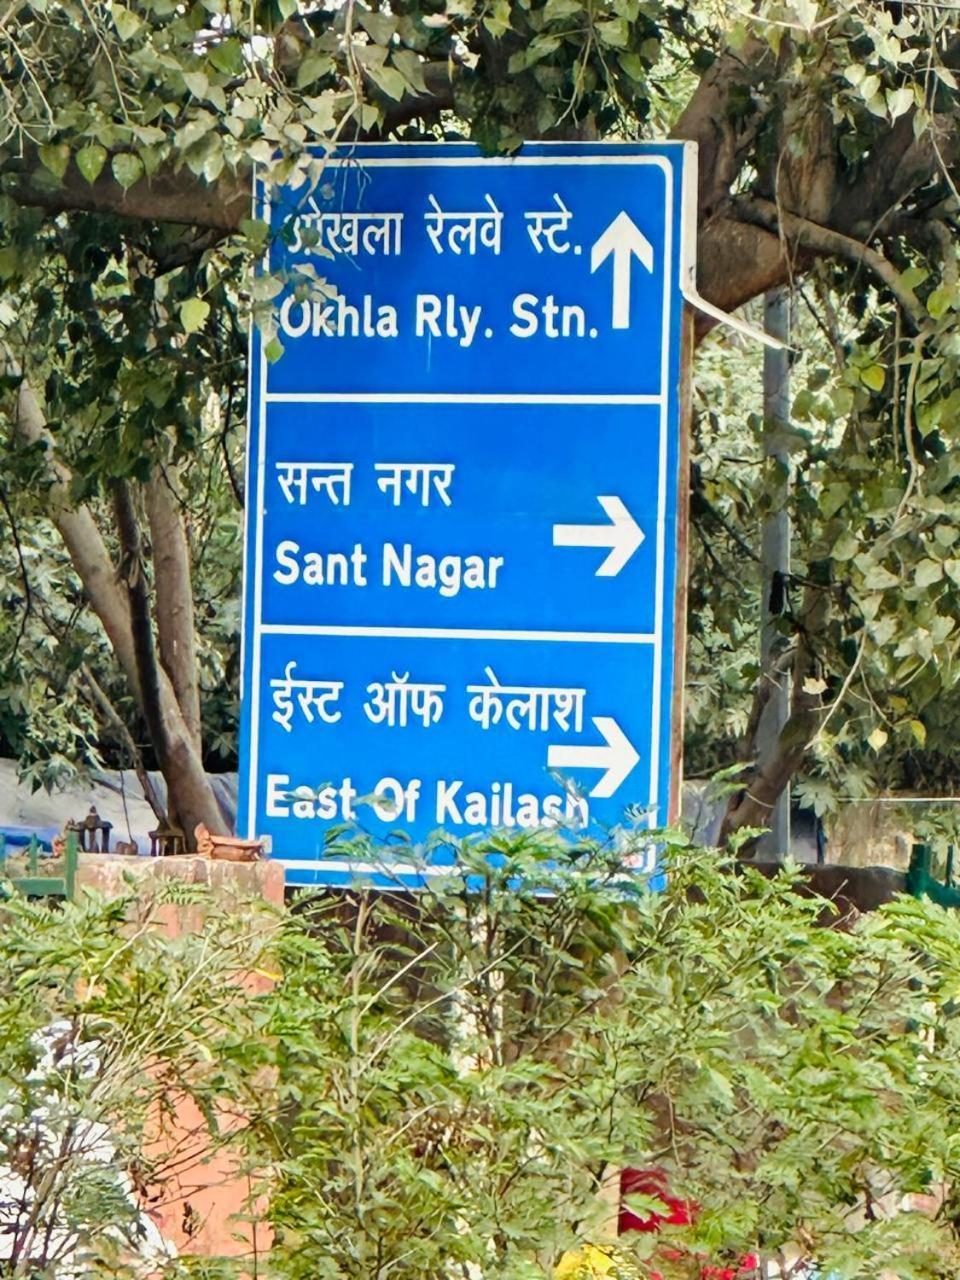 ओखला रेलवे स्टे.
Okhla Rly. Stn.
सन्त नगर
Sant Nagar
ईस्ट ऑफ केलाश
East Of Kailash